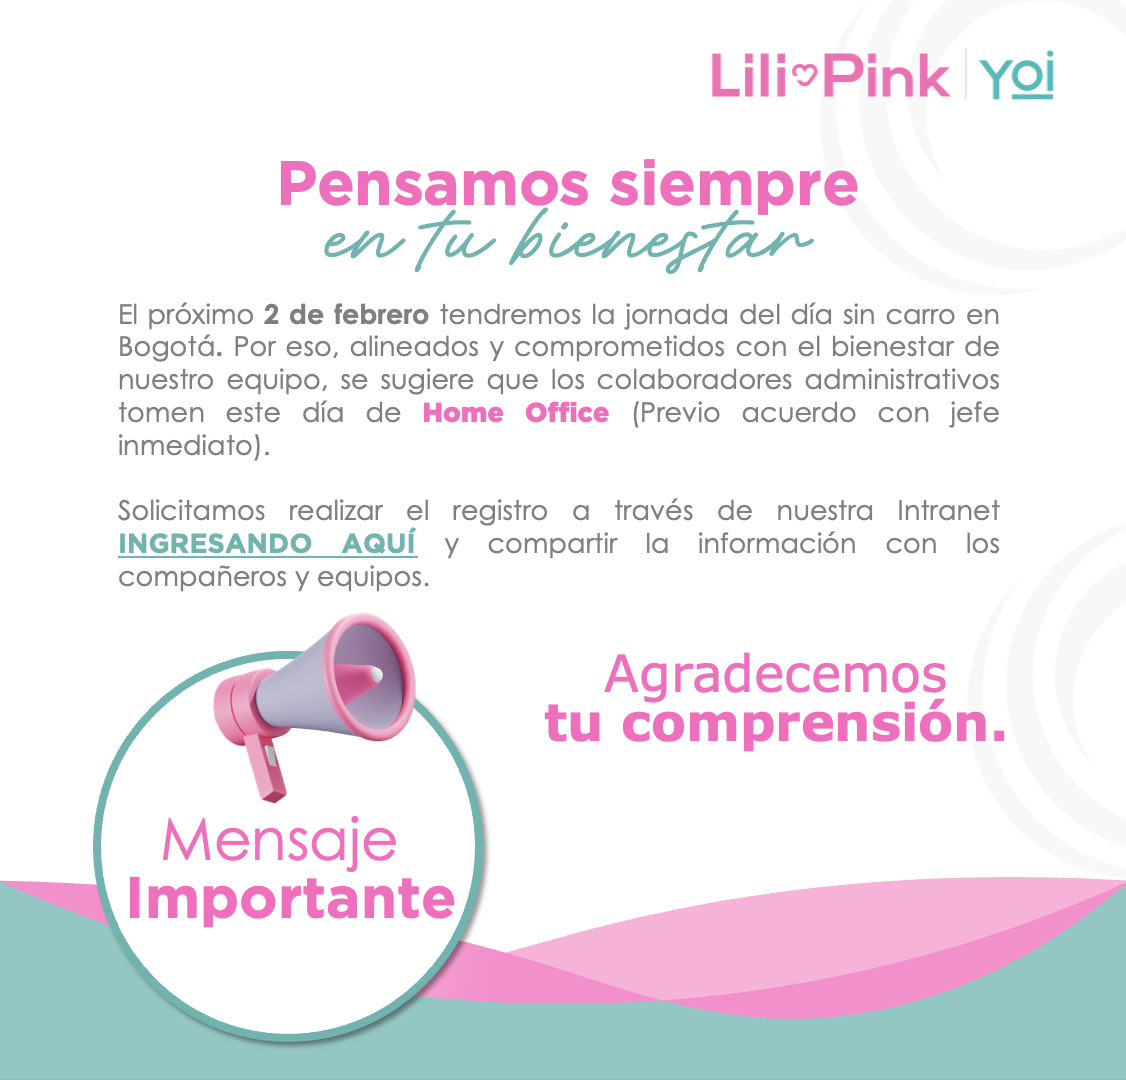 Lili Pink Yoi
Pensamos siempre
en tu bienestar
El próximo 2 de febrero tendremos la jornada del día sin carro en
Bogotá. Por eso, alineados y comprometidos con el bienestar de
nuestro equipo, se sugiere que los colaboradores administrativos
tomen este día de Home Office (Previo acuerdo con jefe
inmediato).
Solicitamos realizar el registro a través de nuestra Intranet
INGRESANDO AQUÍ y compartir la información con los
compañeros y equipos.
Agradecemos
tu comprensión.
Mensaje
Importante